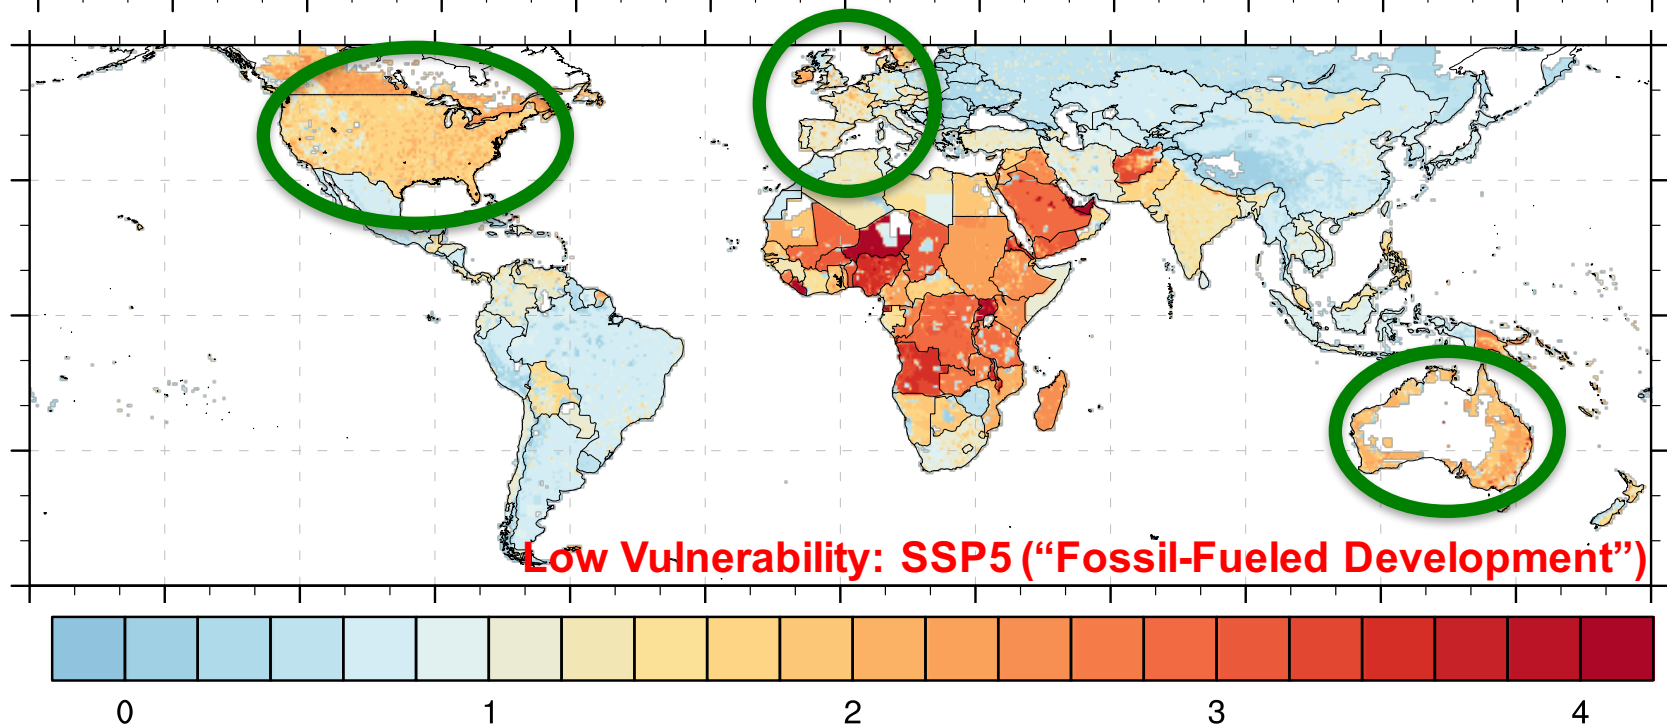 Low Vulnerability: SSP5 (“Fossil-Fueled Development”)
0 1 2 3 4